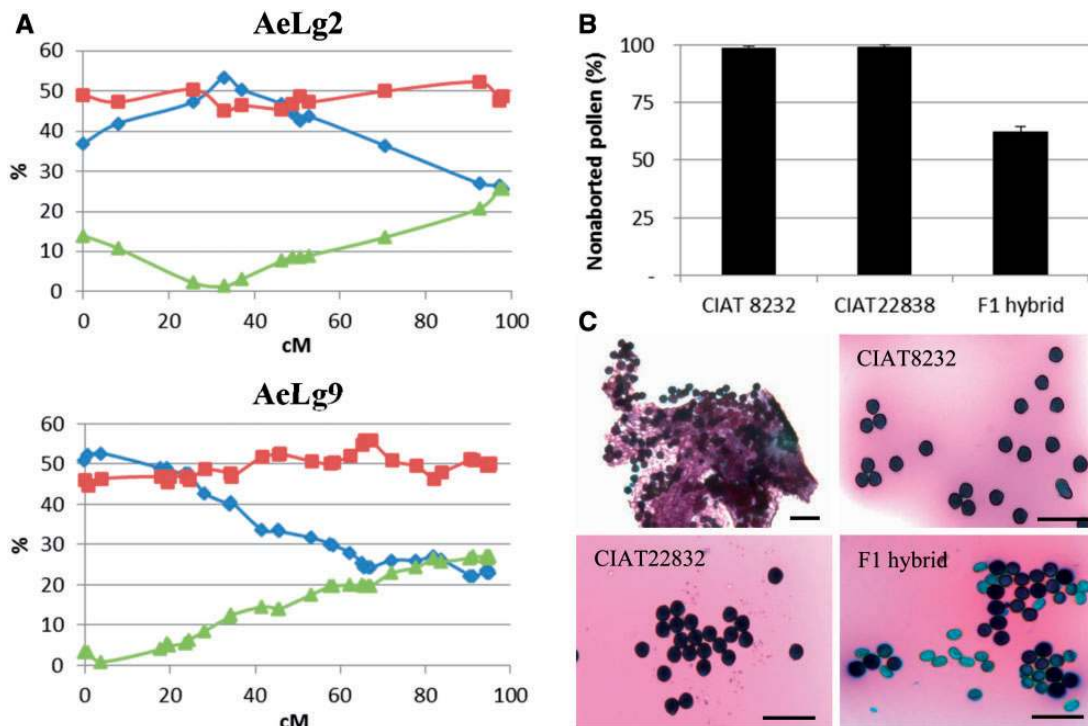 A
AeLg2
60
50
40
30
20
10
0
%
0 20 40 60 80 100
cM
AeLg9
60
50
40
30
20
10
0
%
0 20 40 60 80 100
cM
B
Nonaborted pollen (%)
100
75
50
25
-
CIAT 8232 CIAT22838 F1 hybrid
C
CIAT8232
CIAT22832
F1 hybrid